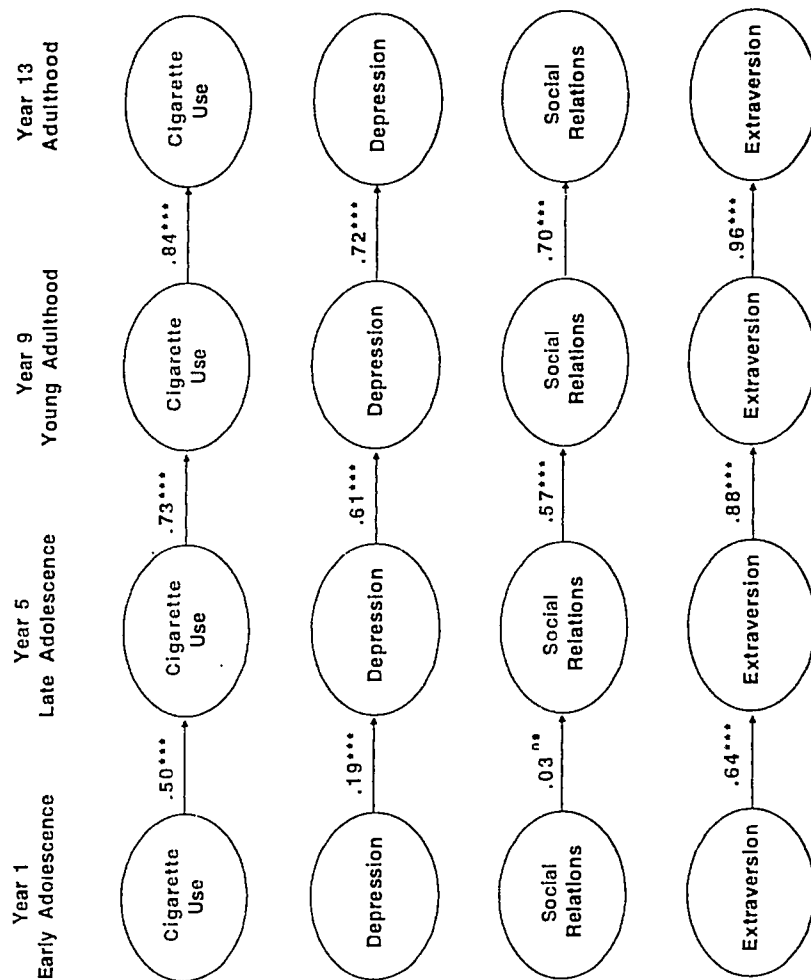 Year 1 Year 5 Year 9 Year 13
Early Adolescence Late Adolescence Young Adulthood Adulthood
Cigarette Use
.50***
Cigarette Use
.73***
Cigarette Use
.84***
Cigarette Use
Depression
.19***
Depression
.61***
Depression
.72***
Depression
Social Relations
.03 ns
Social Relations
.57***
Social Relations
.70***
Social Relations
Extraversion
.64***
Extraversion
.88***
Extraversion
.96***
Extraversion